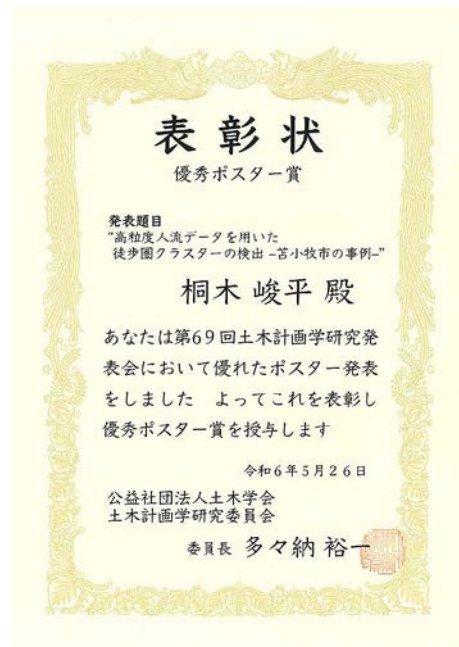 表彰状
優秀ポスター賞
発表題目
“高粒度人流データを用いた
徒歩圏クラスターの検出 –苫小牧市の事例–”
桐木 峻平 殿
あなたは第69回土木計画学研究発
表会において優れたポスター発表
をしました　よってこれを表彰し
優秀ポスター賞を授与します
令和6年5月26日
公益社団法人土木学会
土木計画学研究委員会
委員長 多々納 裕一